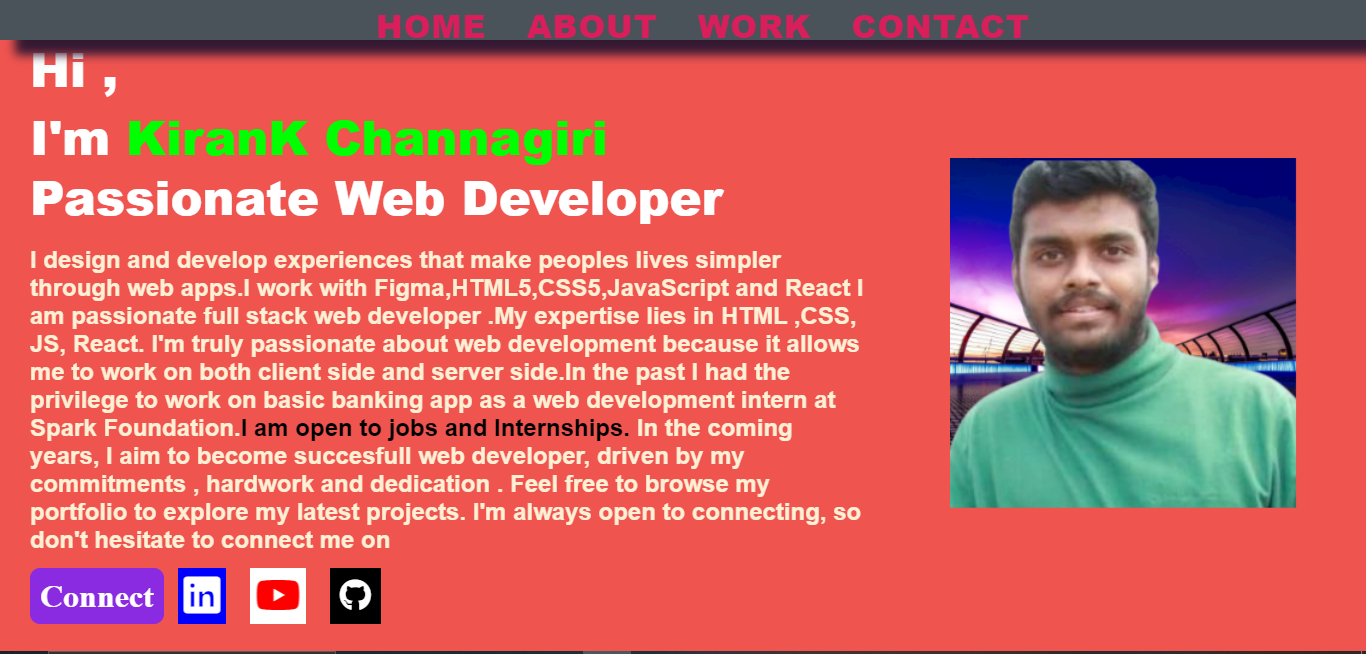 HOME ABOUT WORK CONTACT
Hi ,
I'm KiranK Channagiri
Passionate Web Developer
I design and develop experiences that make peoples lives simpler
through web apps.I work with Figma,HTML5,CSS5,JavaScript and React I
am passionate full stack web developer .My expertise lies in HTML ,CSS,
JS, React. I'm truly passionate about web development because it allows
me to work on both client side and server side.In the past I had the
privilege to work on basic banking app as a web development intern at
Spark Foundation.I am open to jobs and Internships. In the coming
years, I aim to become succesfull web developer, driven by my
commitments , hardwork and dedication . Feel free to browse my
portfolio to explore my latest projects. I'm always open to connecting, so
don't hesitate to connect me on
Connect in